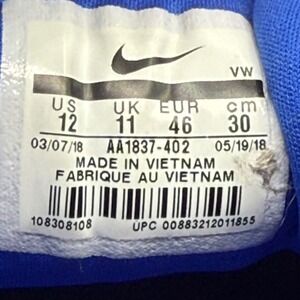 VW
US UK EUR cm
12 11 46 30
03/07/18 AA1837-402 05/19/18
MADE IN VIETNAM
FABRIQUE AU VIETNAM
108308108 UPC 00883212011855